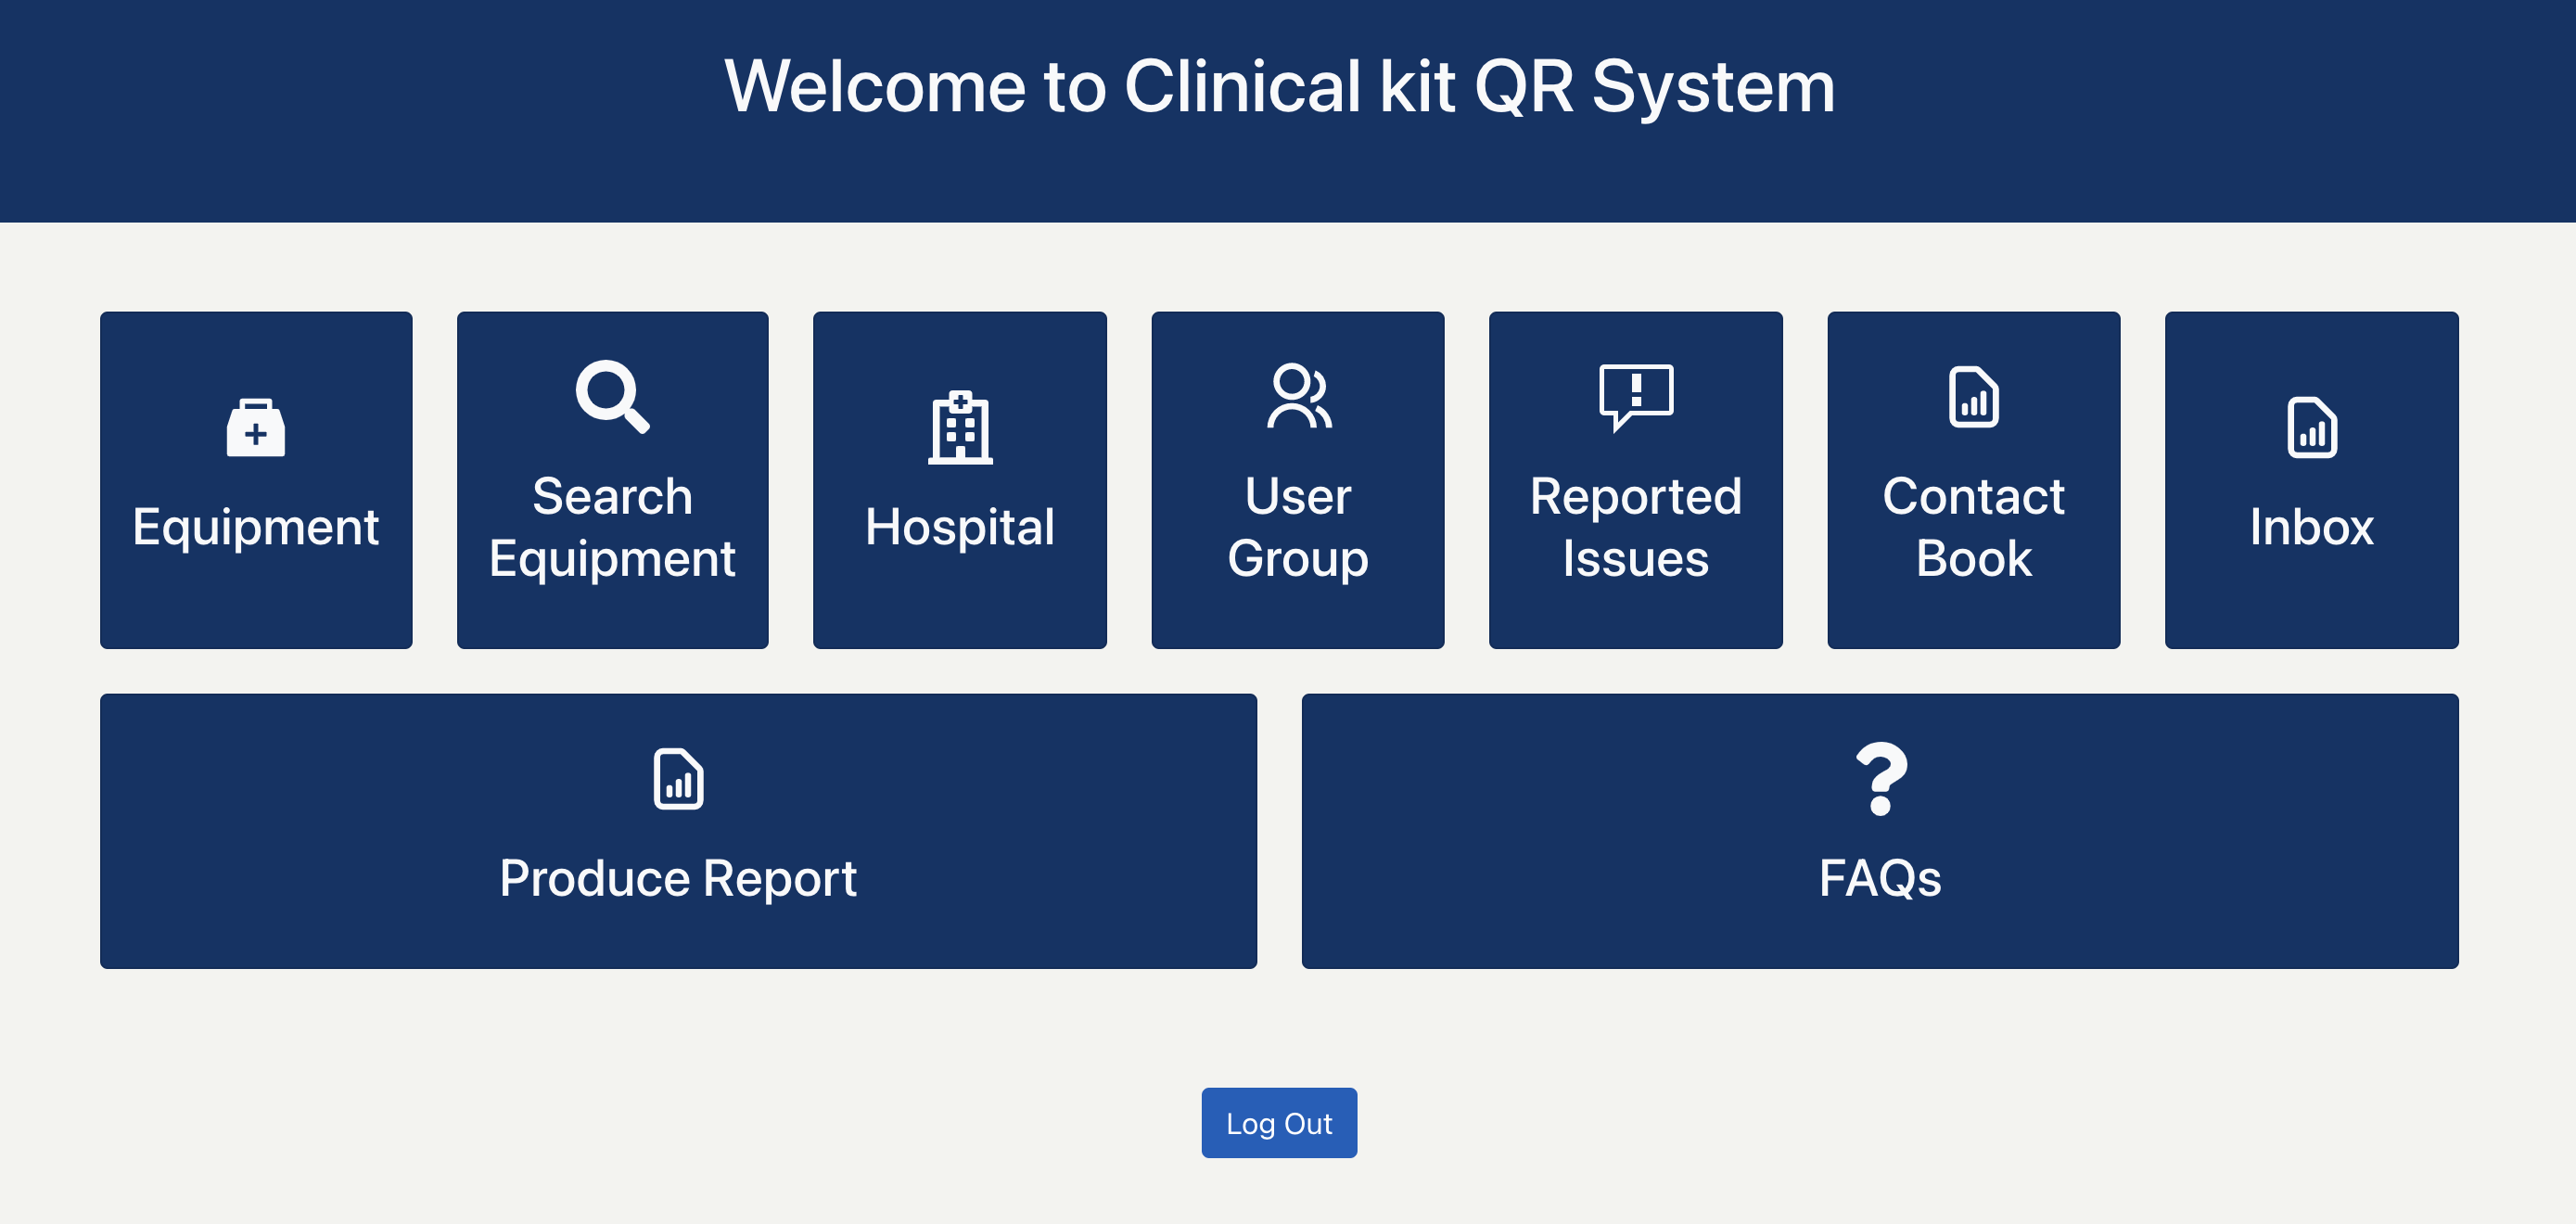 Welcome to Clinical kit QR System
Equipment
Search
Equipment
Hospital
User
Group
Reported
Issues
Contact
Book
Inbox
Produce Report
FAQs
Log Out